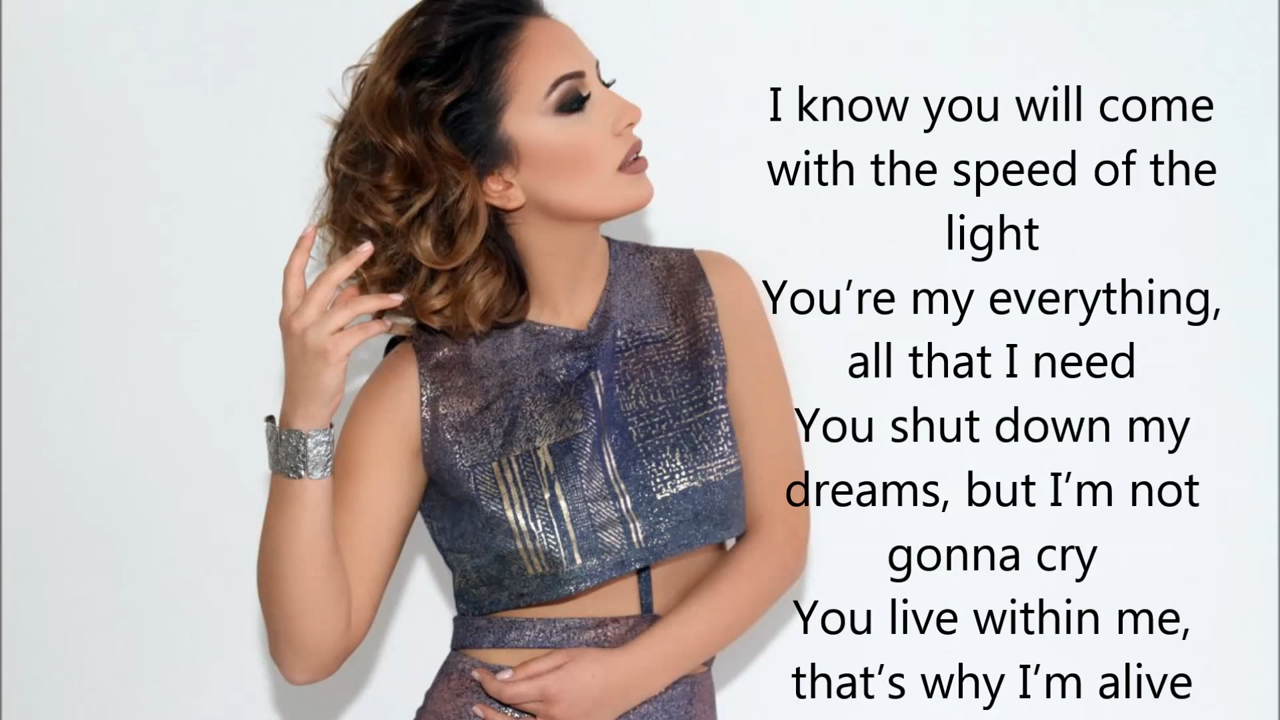 I know you will come
with the speed of the
light
You’re my everything,
all that I need
You shut down my
dreams, but I’m not
gonna cry
You live within me,
that’s why I’m alive